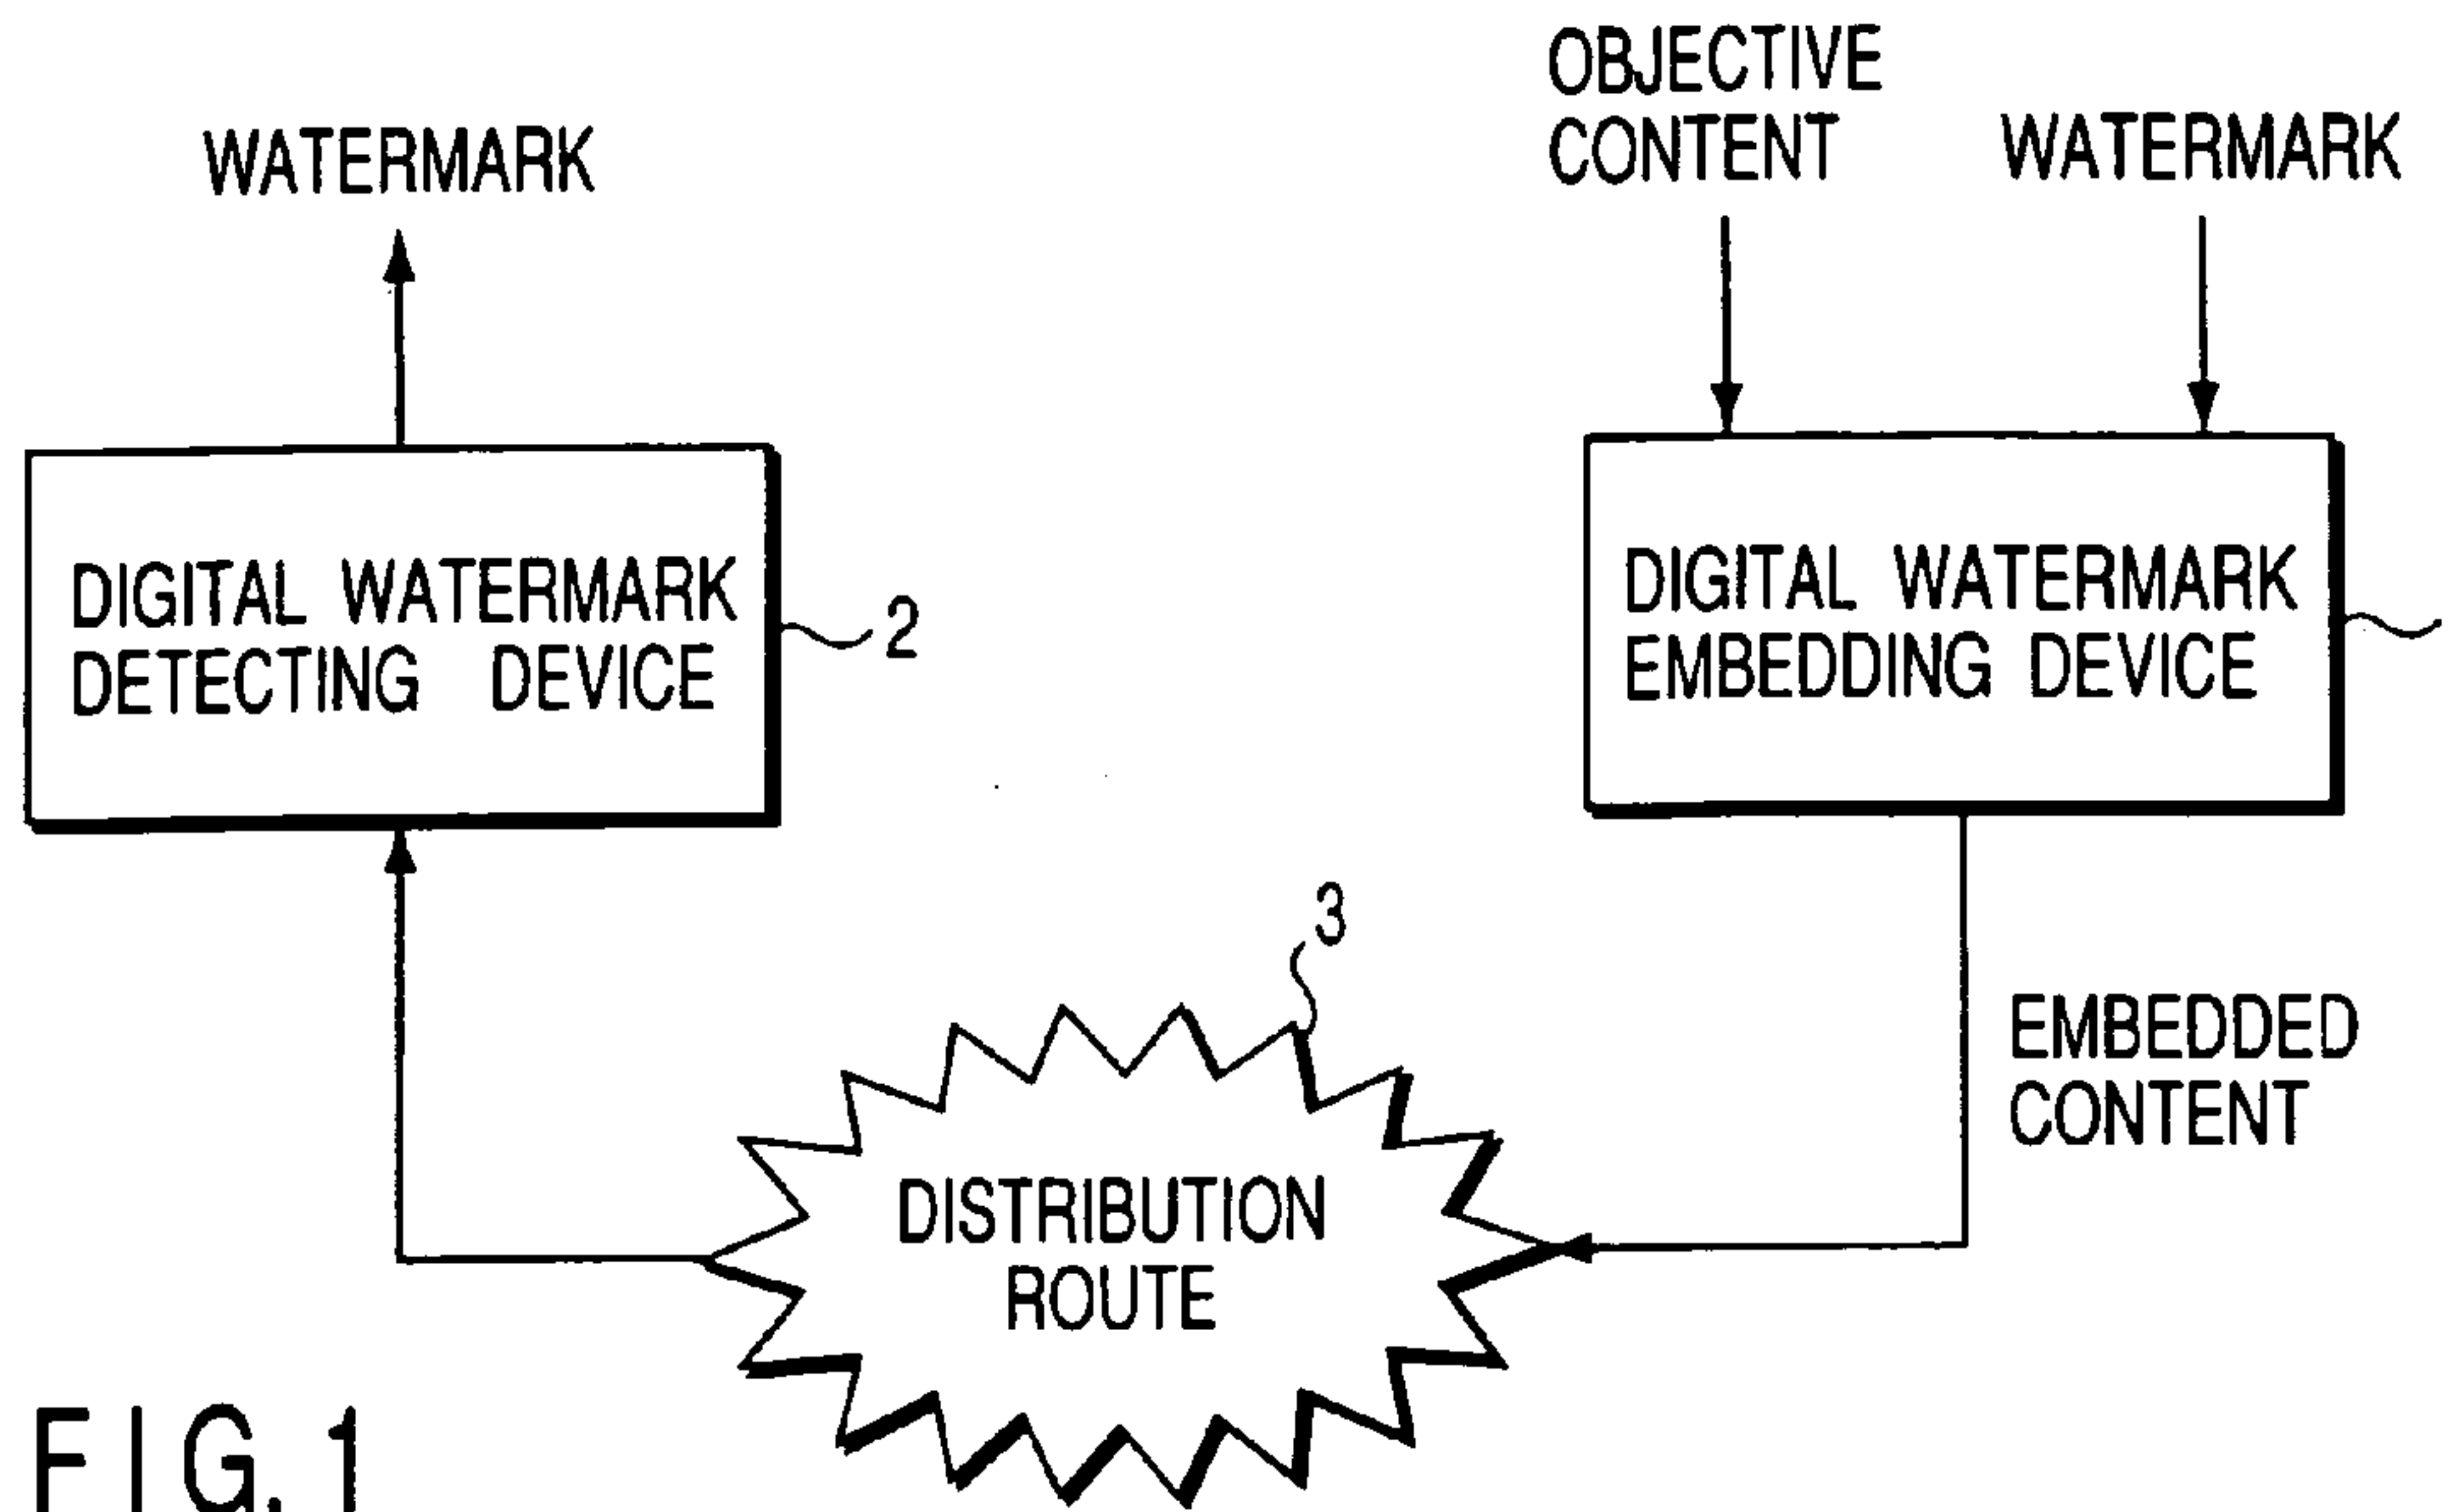 WATERMARK
OBJECTIVE
CONTENT
WATERMARK
DIGITAL WATERMARK
DETECTING DEVICE
2
DIGITAL WATERMARK
EMBEDDING DEVICE
3
EMBEDDED
CONTENT
DISTRIBUTION
ROUTE
FIG. 1